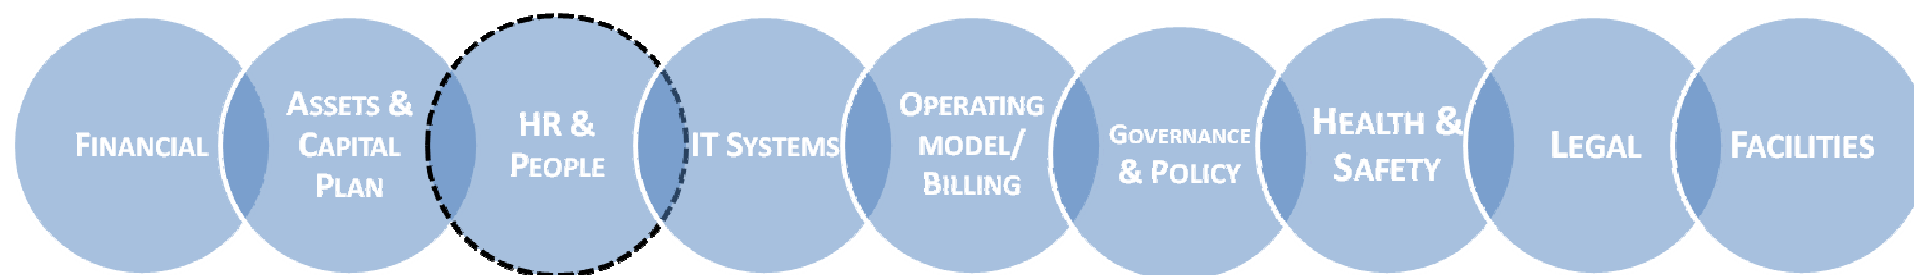 FINANCIAL
ASSETS &
CAPITAL
PLAN
HR &
PEOPLE
IT SYSTEMS
OPERATING
MODEL/
BILLING
GOVERNANCE
& POLICY
HEALTH &
SAFETY
LEGAL
FACILITIES